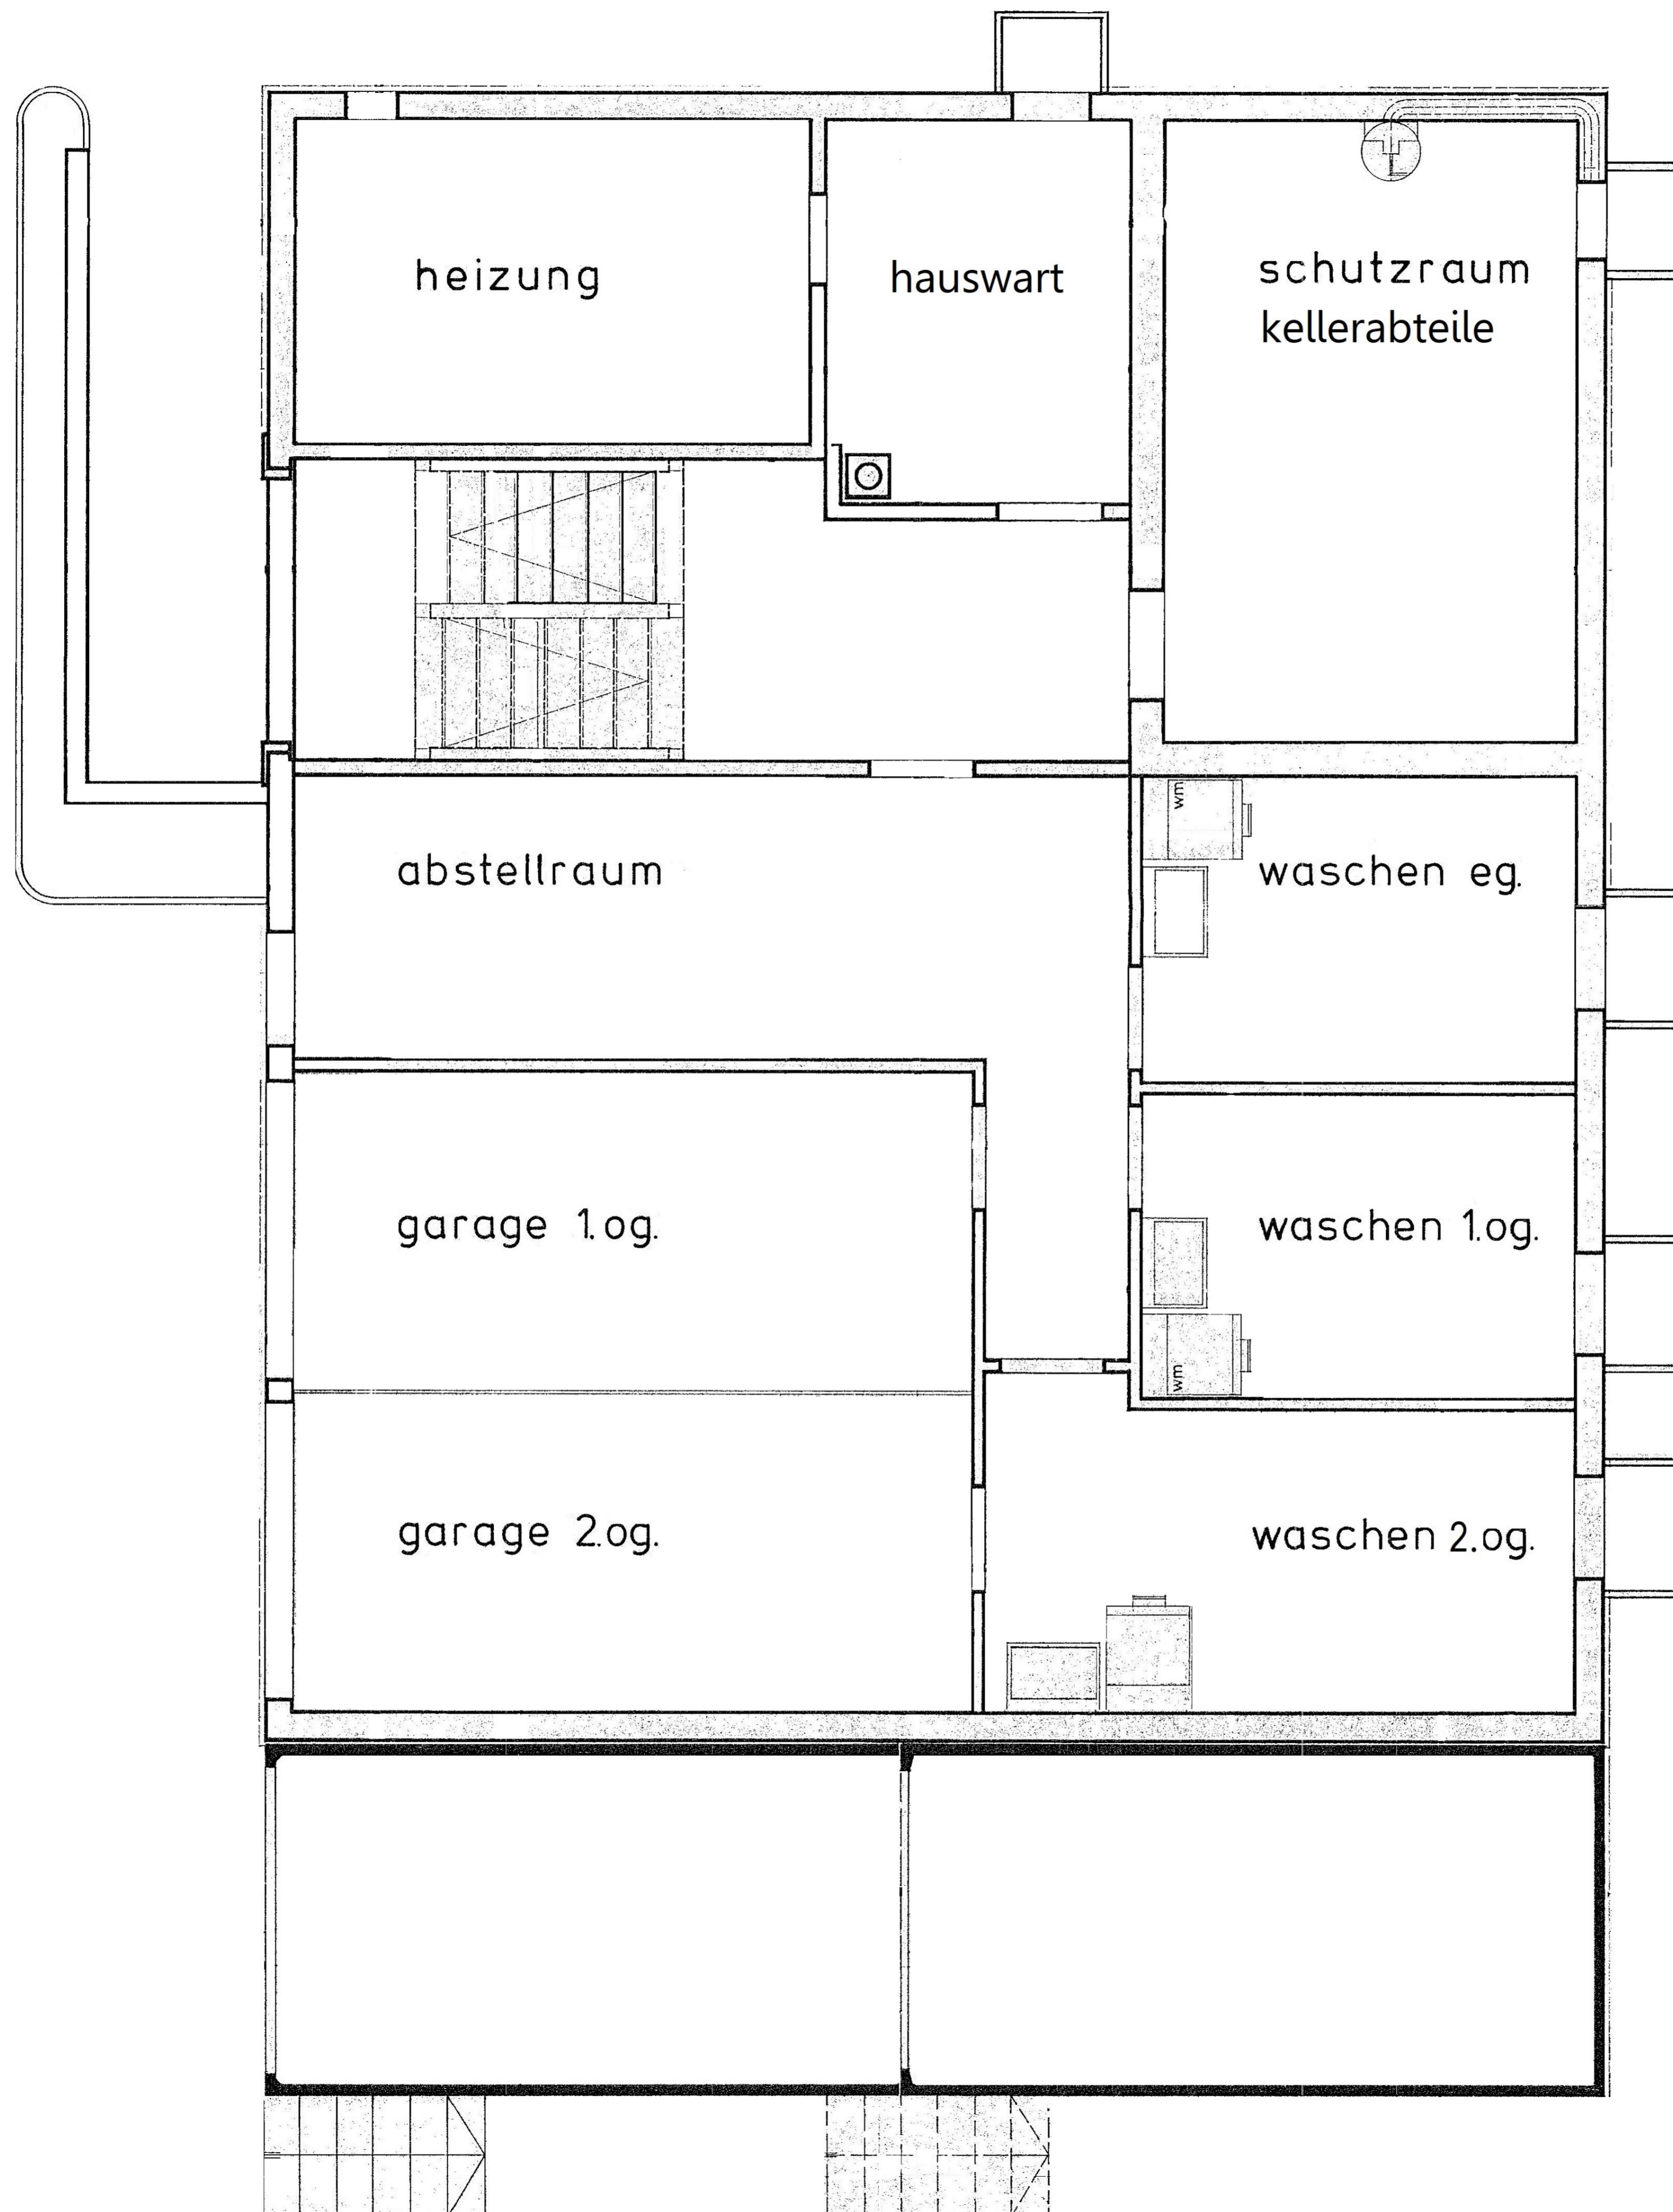 heizung
hauswart
schutzraum
kellerabteile
wm
abstellraum
waschen eg.
garage 1.og.
waschen 1.og.
wm
garage 2.og.
waschen 2.og.